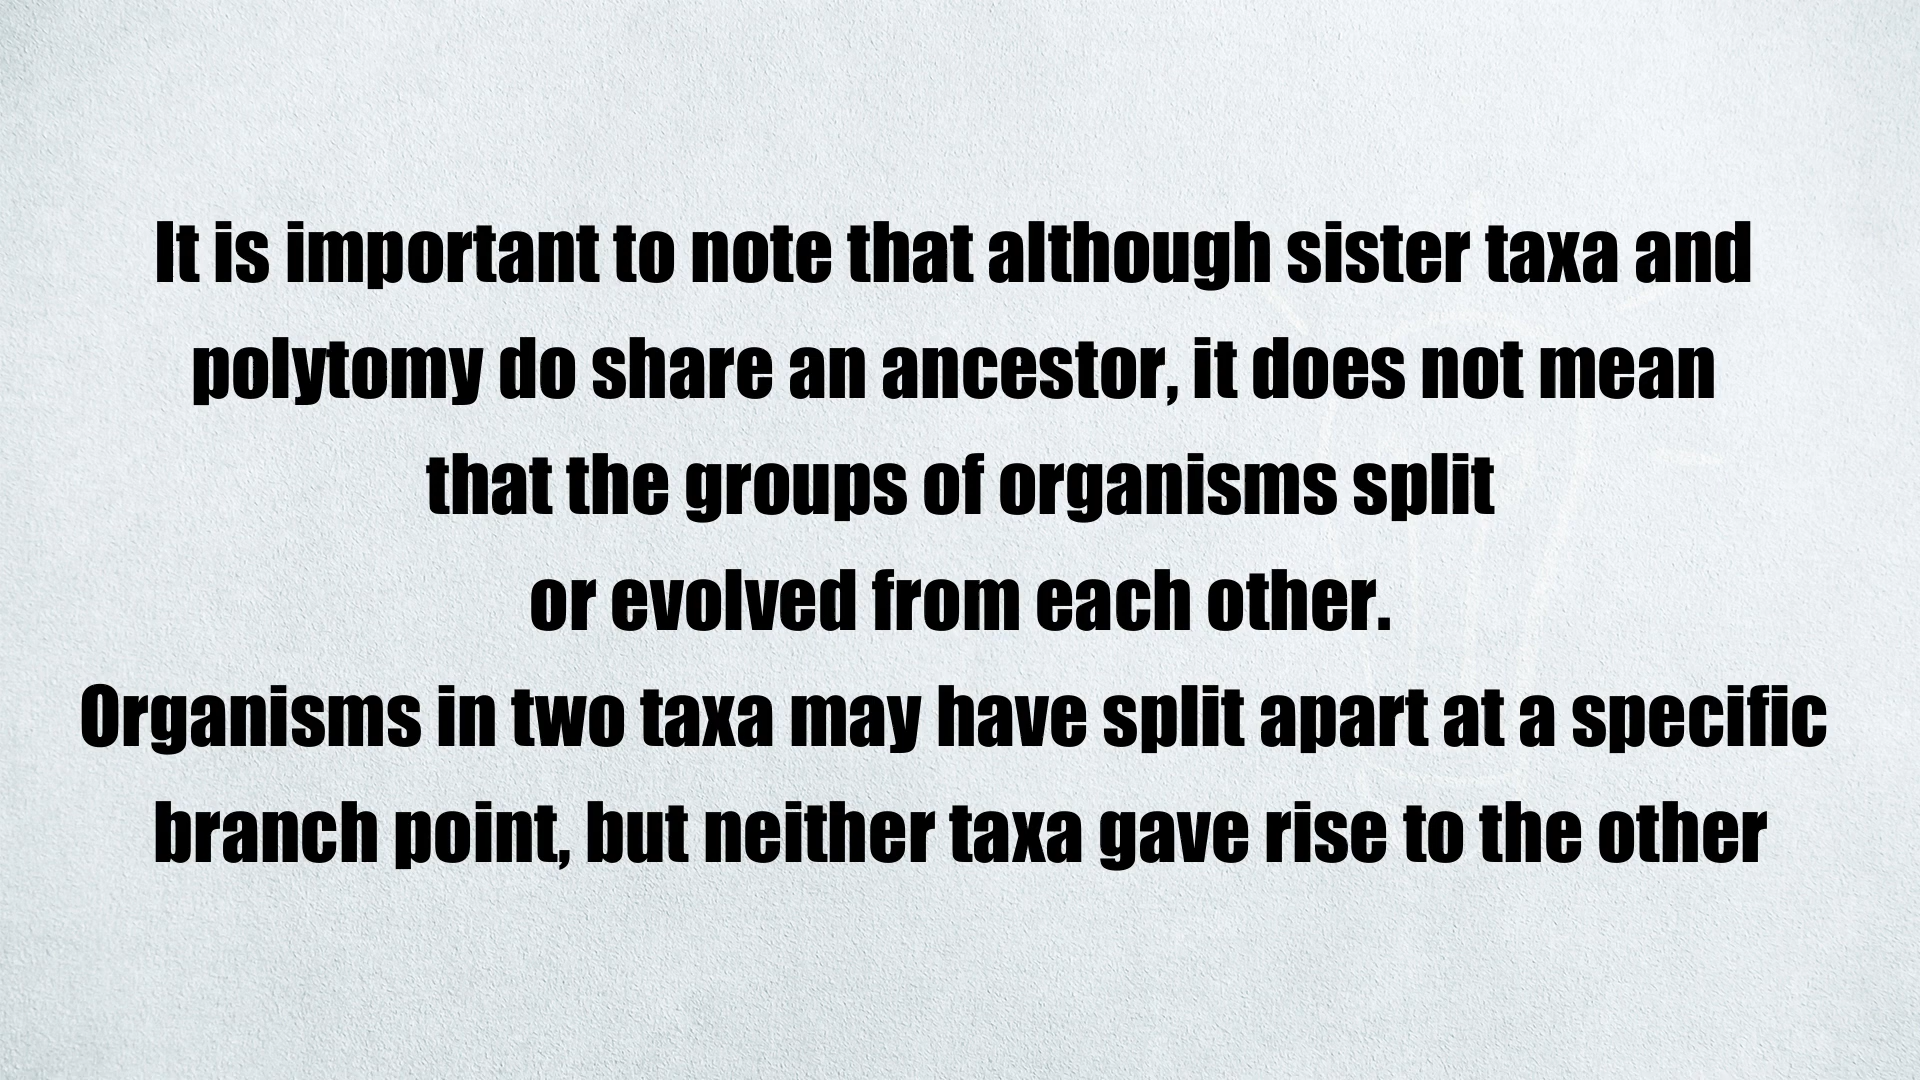 It is important to note that although sister taxa and
polytomy do share an ancestor, it does not mean
that the groups of organisms split
or evolved from each other.
Organisms in two taxa may have split apart at a specific
branch point, but neither taxa gave rise to the other